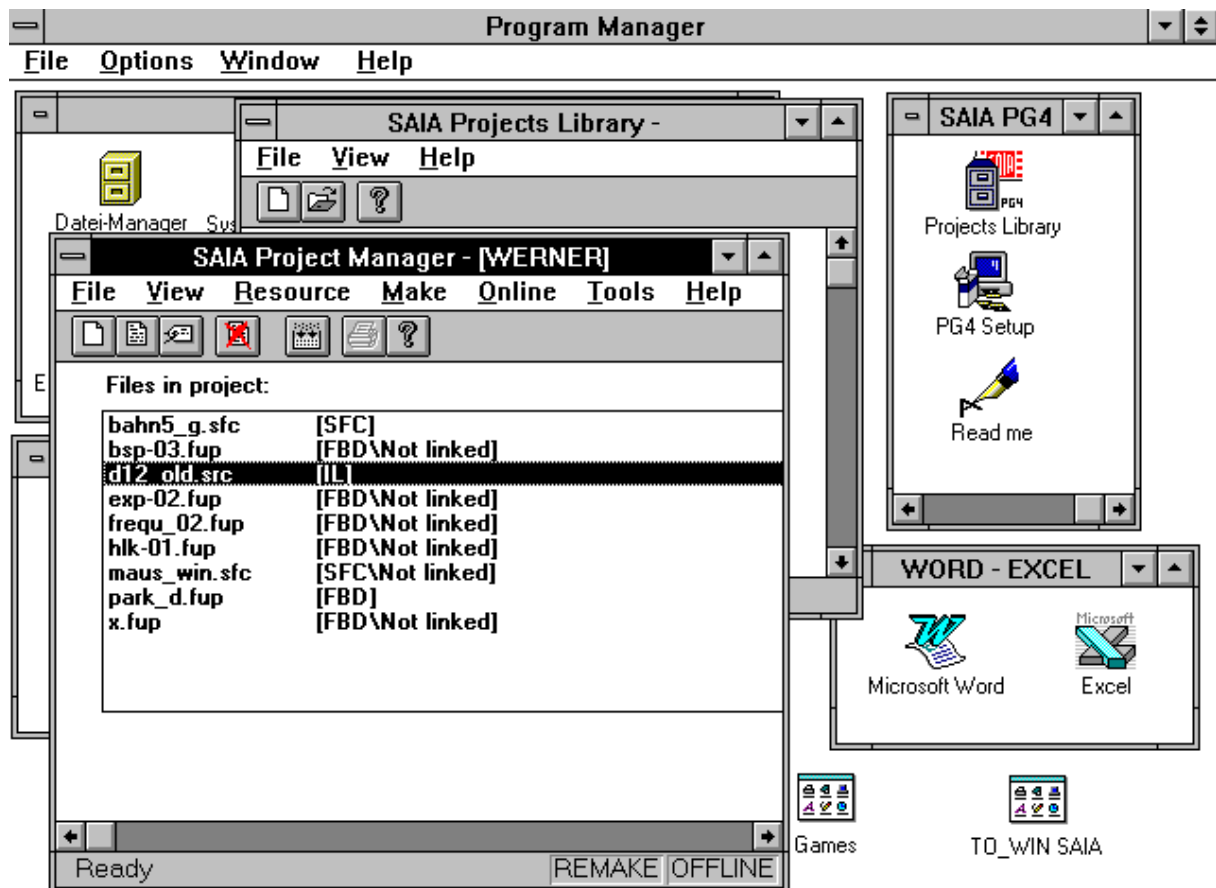 Program Manager
File Options Window Help
SAIA Projects Library -
File View Help
SAIA PG4
SAIA
PG4
Projects Library
PG4 Setup
Read me
Datei-Manager
SAIA Project Manager - [WERNER]
File View Resource Make Online Tools Help
E
Files in project:
bahn5_g.sfc [SFC]
bsp-03.fup [FBD\Not linked]
d12_old.src [IL]
exp-02.fup [FBD\Not linked]
frequ_02.fup [FBD\Not linked]
hlk-01.fup [FBD\Not linked]
maus_win.sfc [SFC\Not linked]
park_d.fup [FBD]
x.fup [FBD\Not linked]
Ready REMAKE OFFLINE
WORD - EXCEL
Microsoft
Microsoft Word Excel
Games TO_WIN SAIA